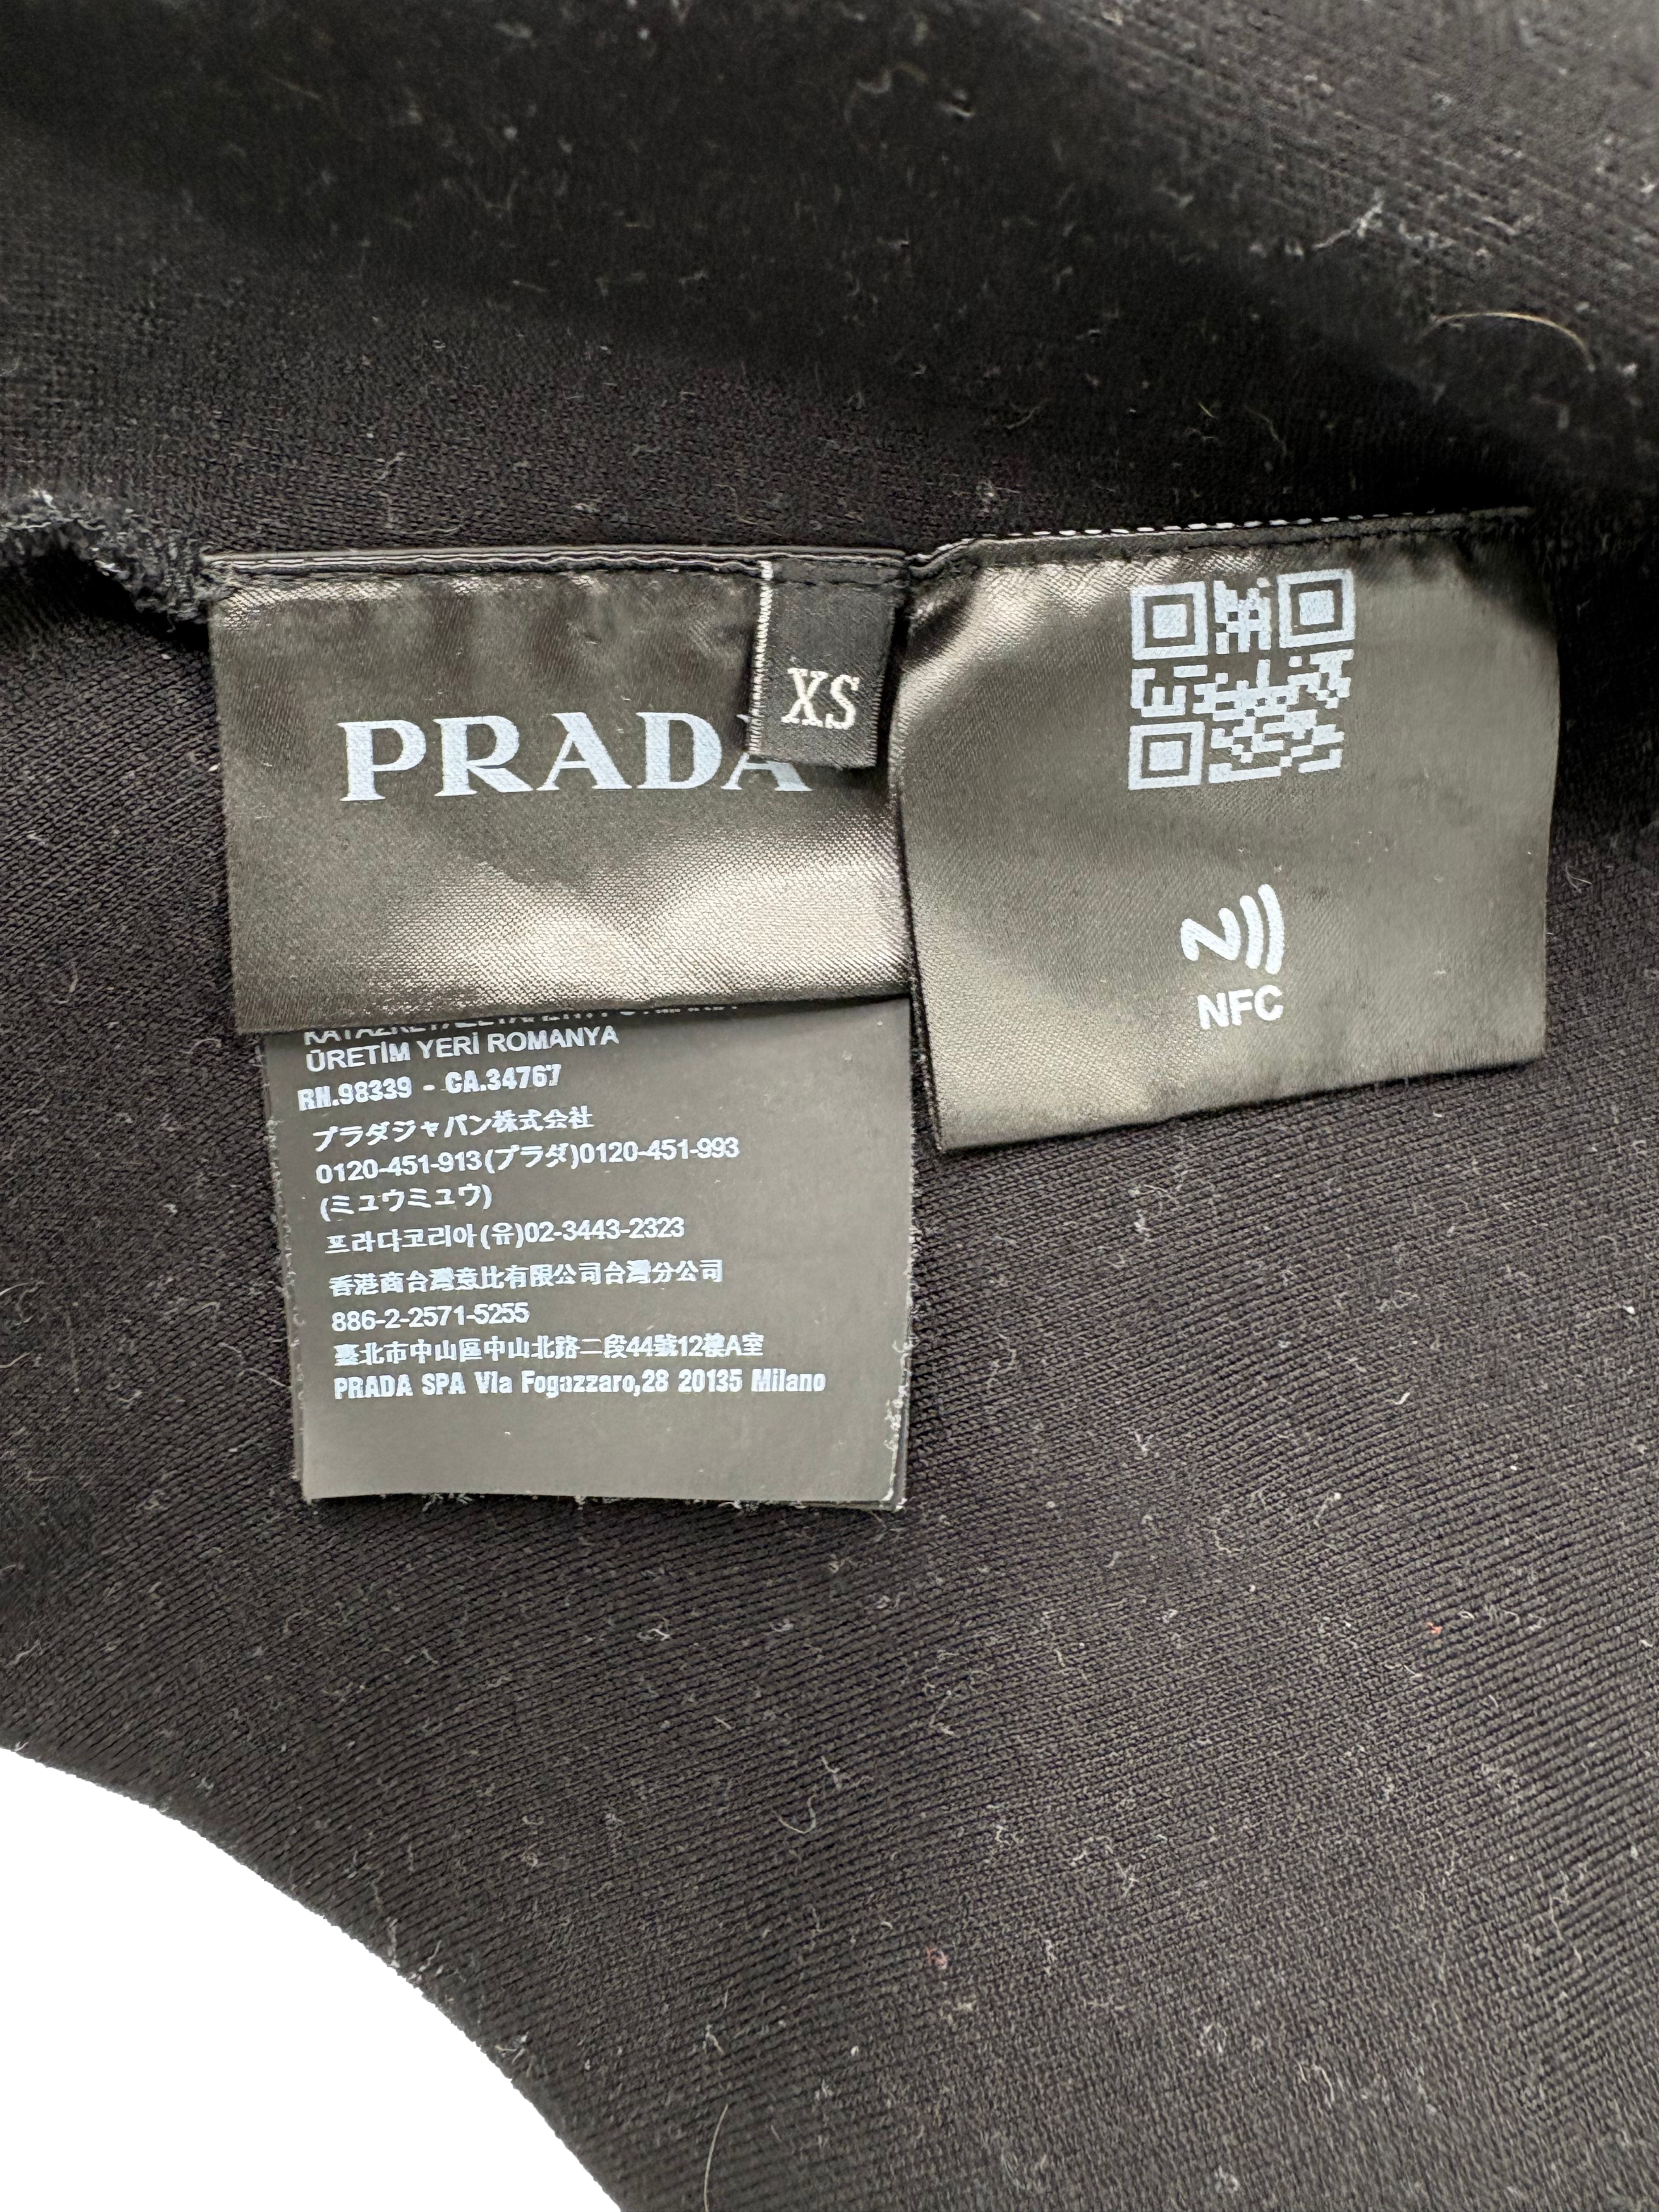 PRADA
XS
NFC
ÜRETİM YERİ ROMANYA
RN.98339 - CA.34767
プラダジャパン株式会社
0120-451-913(プラダ)0120-451-993
(ミュウミュウ)
프라다코리아(유)02-3443-2323
香港商台灣意比有限公司台灣分公司
886-2-2571-5255
臺北市中山區中山北路二段44號12樓A室
PRADA SPA Via Fogazzaro,28 20135 Milano